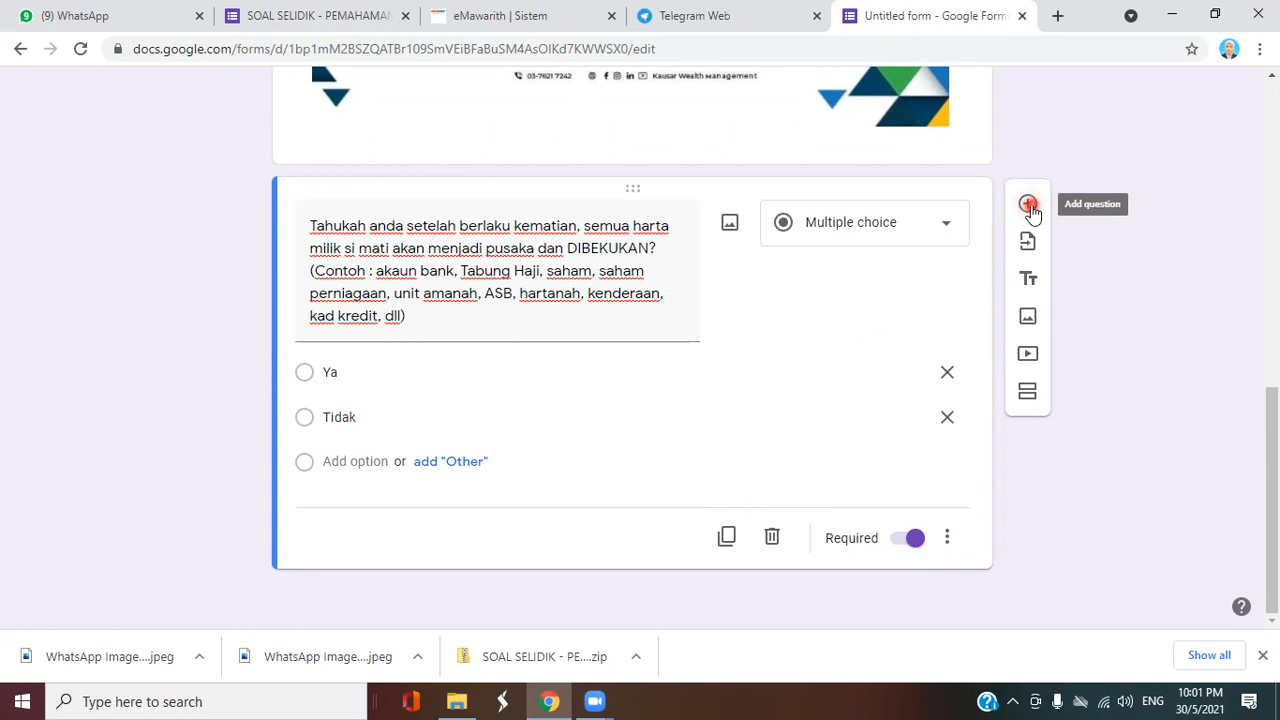 (9) WhatsApp
SOAL SELIDIK - PEMAHAMAN
eMawarith | Sistem
Telegram Web
Untitled form - Google Forms
docs.google.com/forms/d/1bp1mM2BSZQATBr109SmVEiBFaBuSM4AsOlKd7KWWSX0/edit
03-7621 7242
Kausar Wealth Management
Tahukah anda setelah berlaku kematian, semua harta
milik si mati akan menjadi pusaka dan DIBEKUKAN?
(Contoh : akaun bank, Tabung Haji, saham, saham
perniagaan, unit amanah, ASB, hartanah, kenderaan,
kad kredit, dll)
Multiple choice
Add question
Tt
Ya
Tidak
Add option or add "Other"
Required
WhatsApp Image....jpeg
WhatsApp Image....jpeg
SOAL SELIDIK - PE....zip
Show all
Type here to search
ENG
10:01 PM
30/5/2021